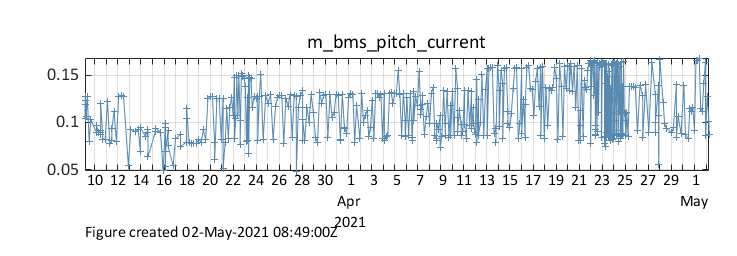 m_bms_pitch_current
0.15
0.1
0.05
10 12 14 16 18 20 22 24 26 28 30 1 3 5 7 9 11 13 15 17 19 21 23 25 27 29 1
Apr May
2021
Figure created 02-May-2021 08:49:00Z